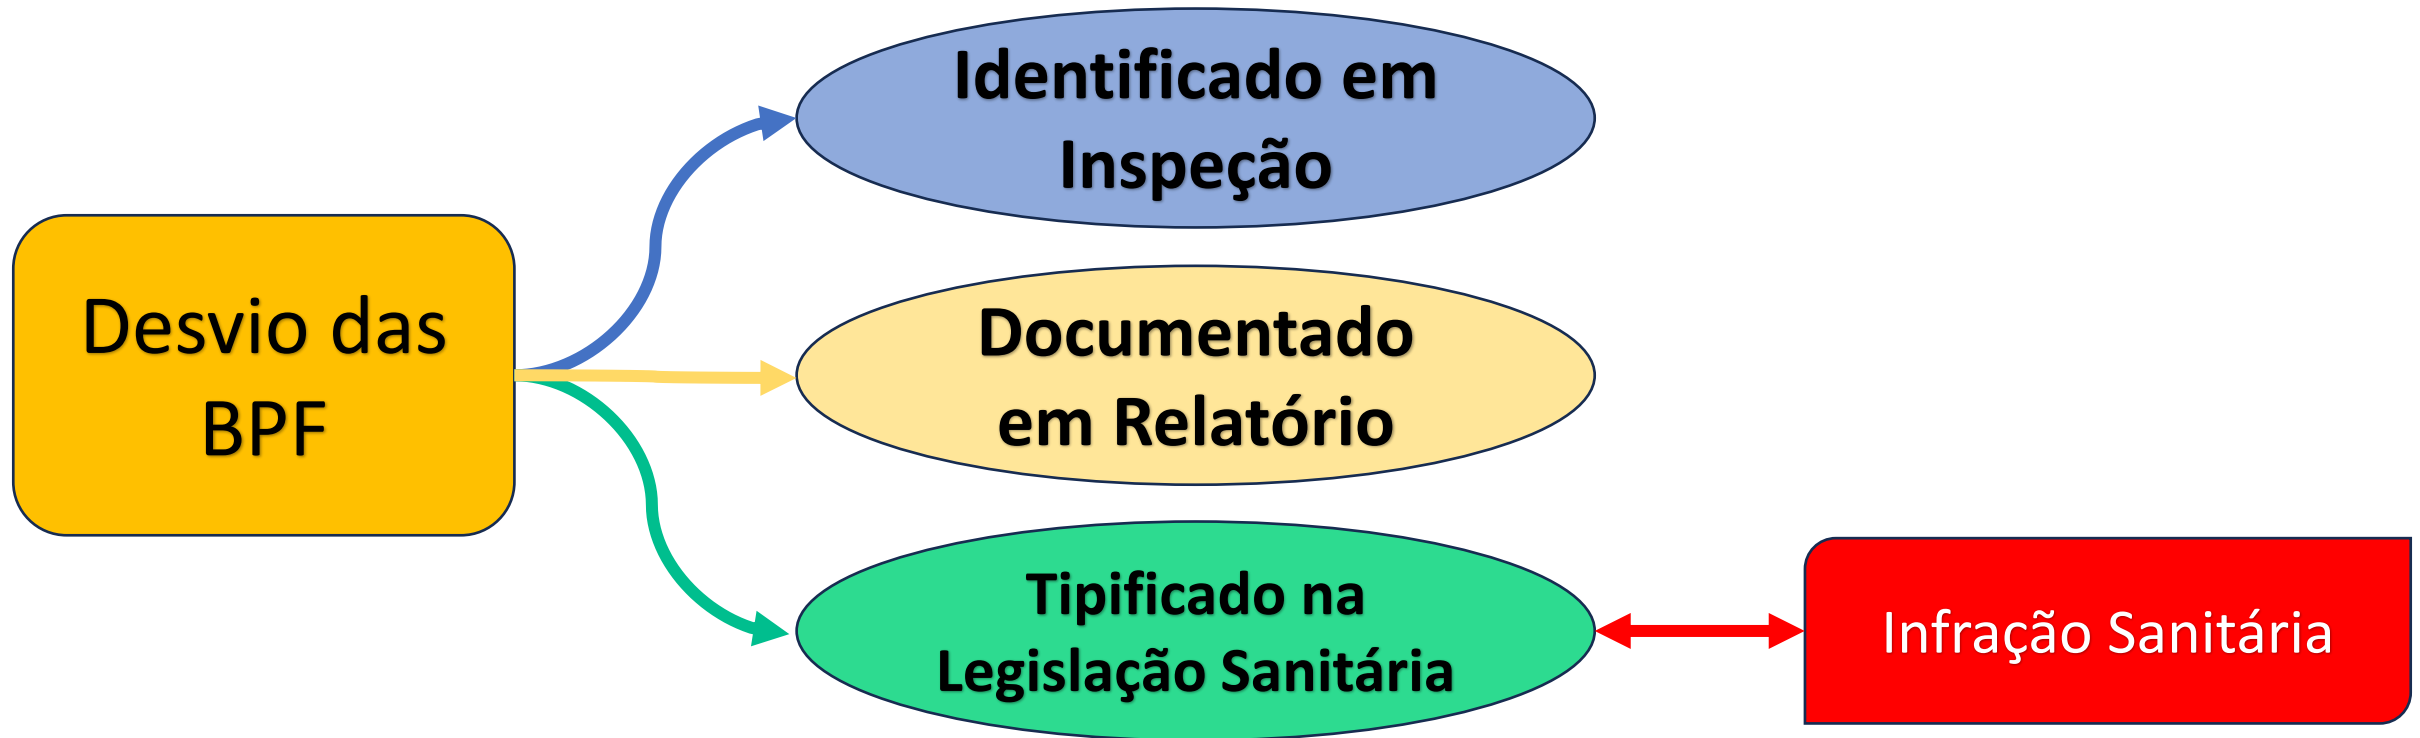 Identificado em
Inspeção
Desvio das
BPF
Documentado
em Relatório
Tipificado na
Legislação Sanitária
Infração Sanitária